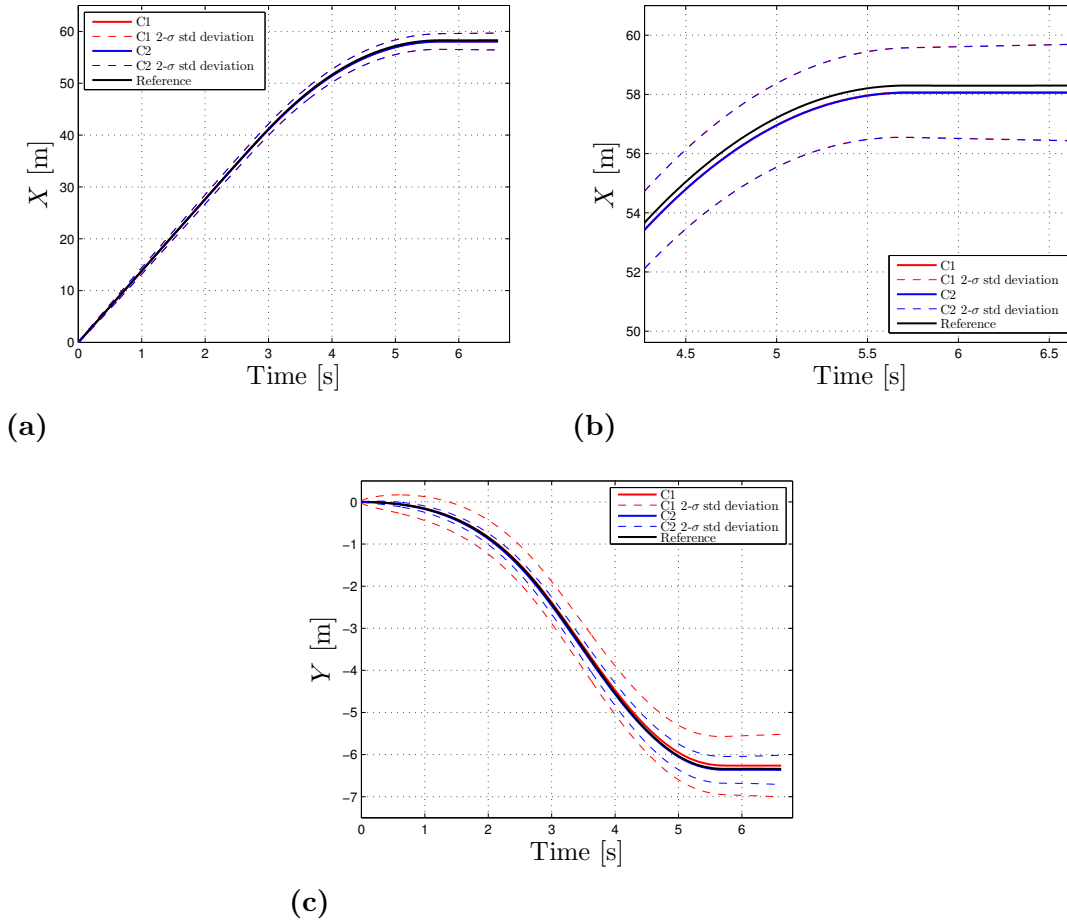 C1
C1 2-σ std deviation
C2
C2 2-σ std deviation
Reference
60
50
40
30
20
10
0
X [m]
0 1 2 3 4 5 6
Time [s]
(a)
60
58
56
54
52
50
X [m]
C1
C1 2-σ std deviation
C2
C2 2-σ std deviation
Reference
4.5 5 5.5 6 6.5
Time [s]
(b)
C1
C1 2-σ std deviation
C2
C2 2-σ std deviation
Reference
0
−1
−2
−3
−4
−5
−6
−7
Y [m]
0 1 2 3 4 5 6
Time [s]
(c)